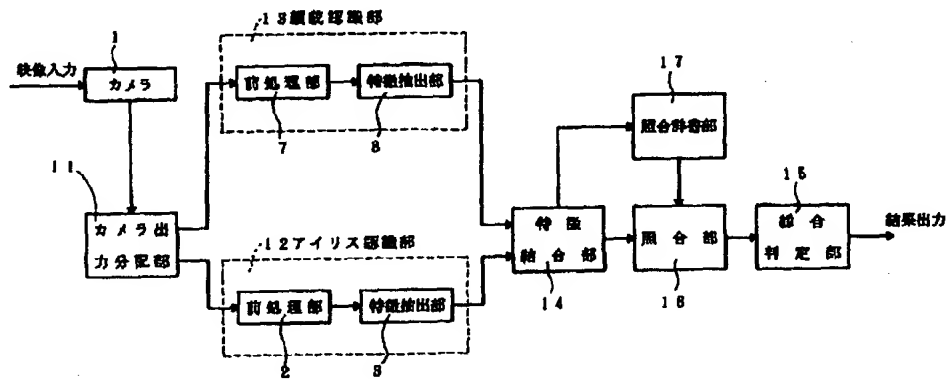 13顔貌認識部
1
映像入力
カメラ
前処理部
特徴抽出部
7
8
17
照合辞書部
11
カメラ出
力分配部
15
特徴
結合部
14
照合部
16
総合
判定部
結果出力
12アイリス認識部
前処理部
特徴抽出部
2
3